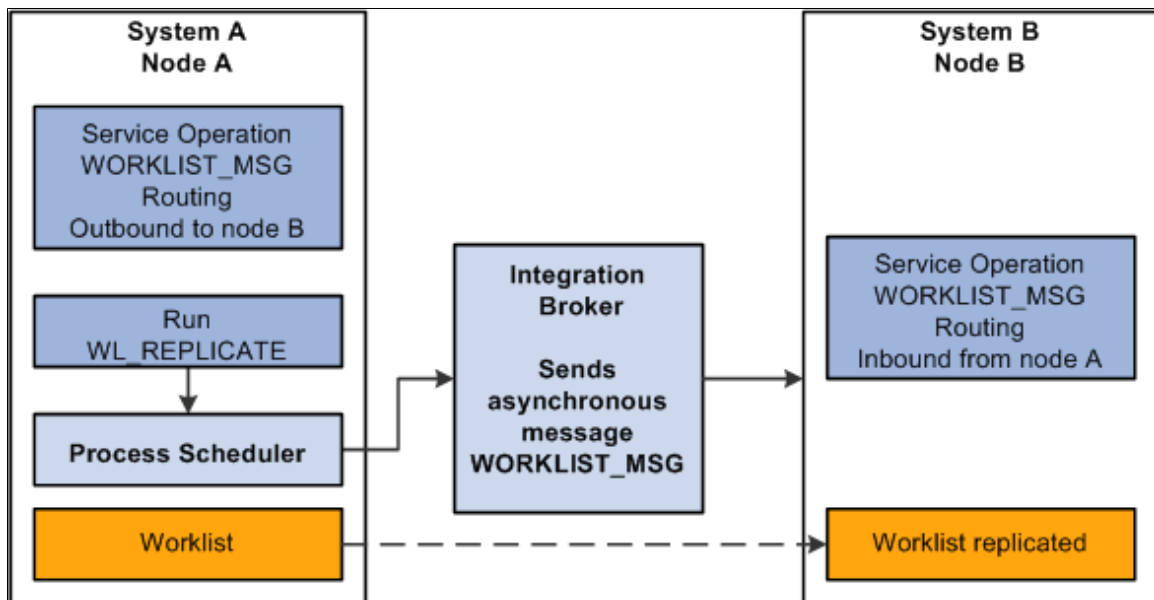 System A
Node A
Service Operation
WORKLIST_MSG
Routing
Outbound to node B
Run
WL_REPLICATE
Process Scheduler
Worklist
Integration
Broker
Sends
asynchronous
message
WORKLIST_MSG
System B
Node B
Service Operation
WORKLIST_MSG
Routing
Inbound from node A
Worklist replicated